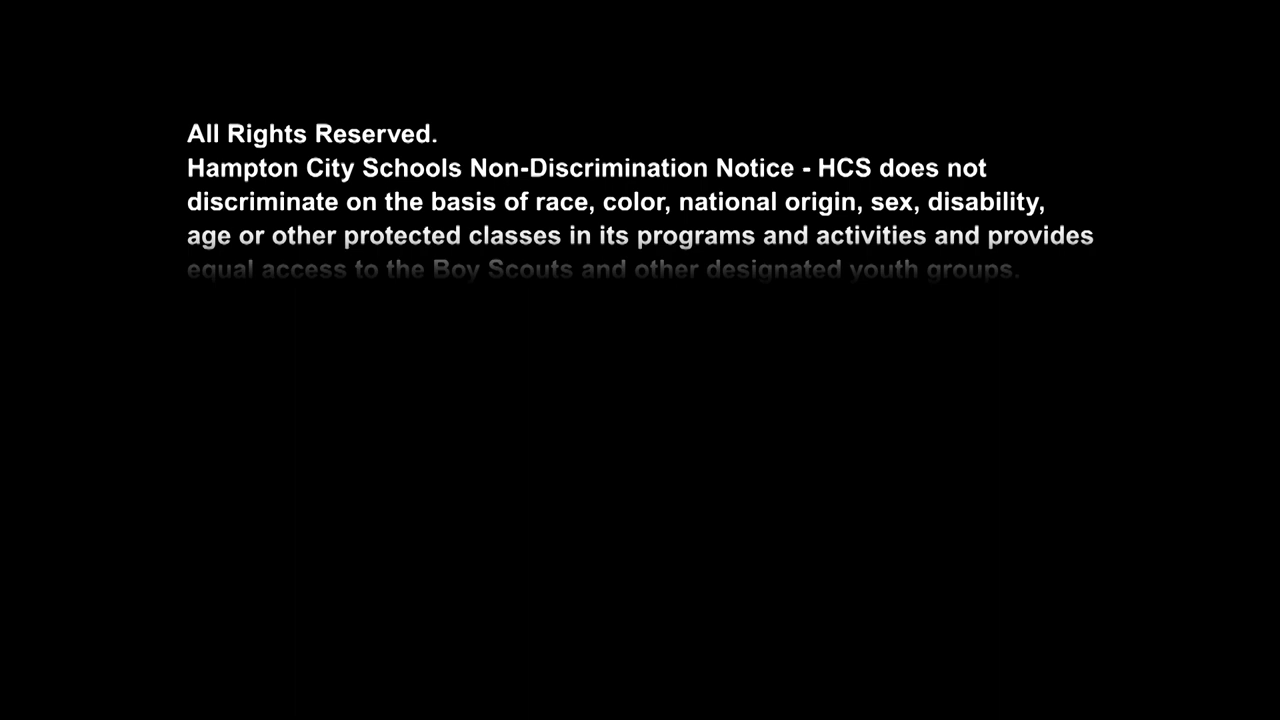 All Rights Reserved.
Hampton City Schools Non-Discrimination Notice - HCS does not
discriminate on the basis of race, color, national origin, sex, disability,
age or other protected classes in its programs and activities and provides
equal access to the Boy Scouts and other designated youth groups.